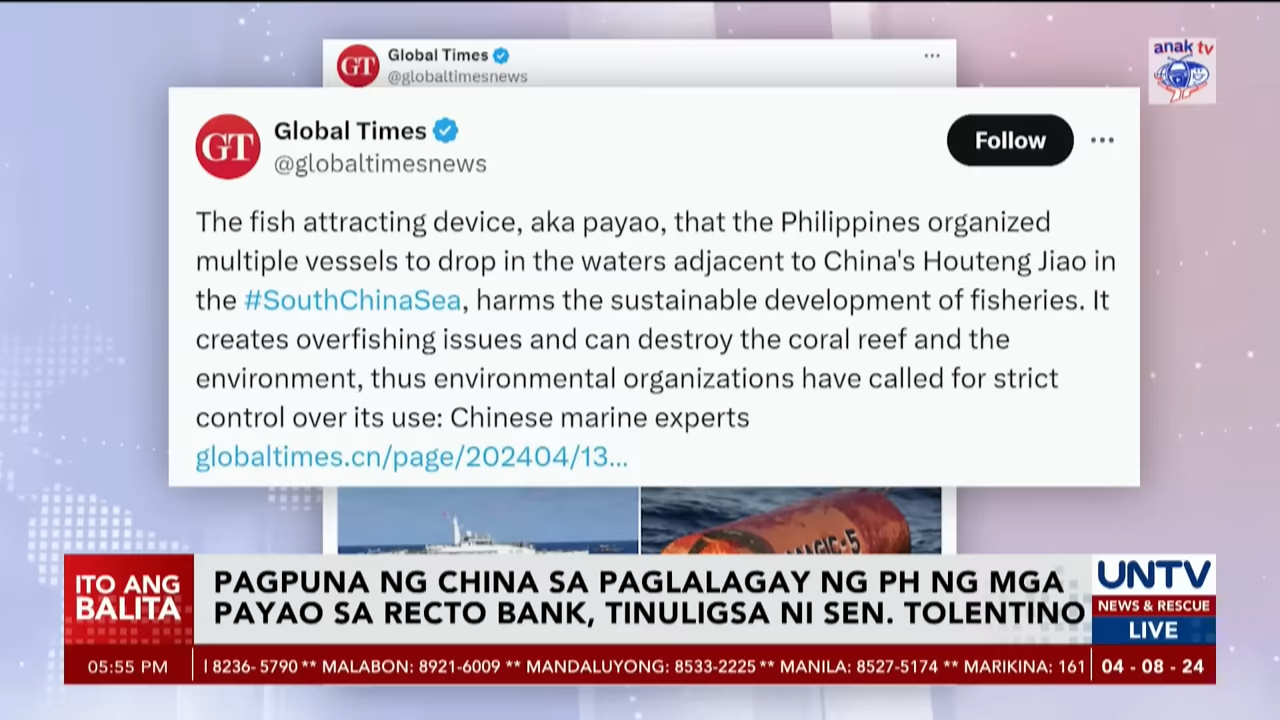 Global Times
@globaltimesnews
anak tv
GT
GT
Global Times
@globaltimesnews
Follow
The fish attracting device, aka payao, that the Philippines organized
multiple vessels to drop in the waters adjacent to China's Houteng Jiao in
the #SouthChinaSea, harms the sustainable development of fisheries. It
creates overfishing issues and can destroy the coral reef and the
environment, thus environmental organizations have called for strict
control over its use: Chinese marine experts
globaltimes.cn/page/202404/13...
ITO ANG
BALITA
PAGPUNA NG CHINA SA PAGLALAGAY NG PH NG MGA
PAYAO SA RECTO BANK, TINULIGSA NI SEN. TOLENTINO
UNTV
NEWS & RESCUE
LIVE
05:55 PM
8236- 5790 ** MALABON: 8921-6009 ** MANDALUYONG: 8533-2225 ** MANILA: 8527-5174 ** MARIKINA: 161
04 - 08 - 24